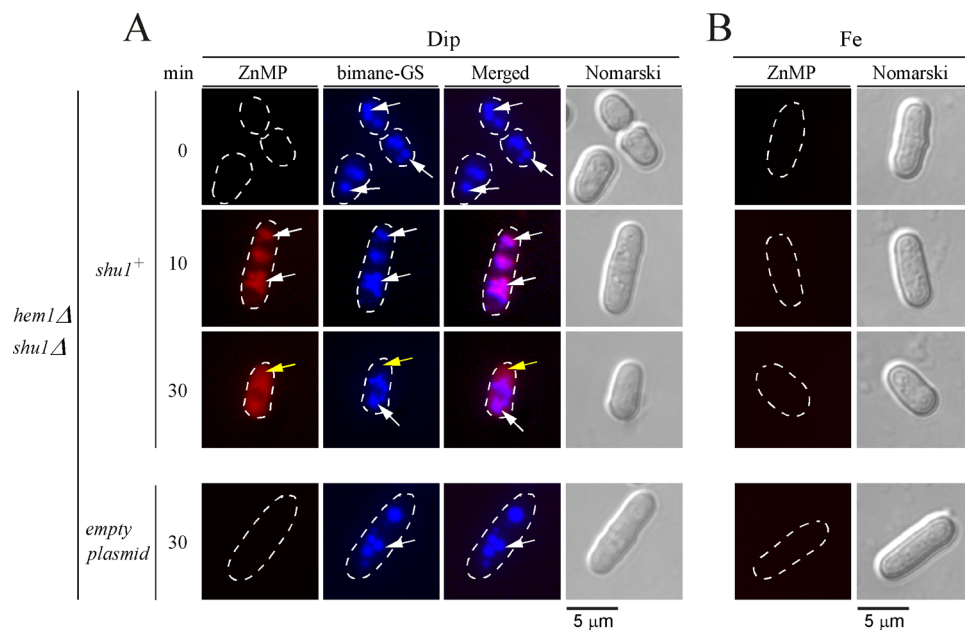 A
B
Dip
Fe
min
ZnMP
bimane-GS
Merged
Nomarski
ZnMP
Nomarski
0
shu1+
10
hem1Δ
shu1Δ
30
empty
plasmid
30
5 μm
5 μm